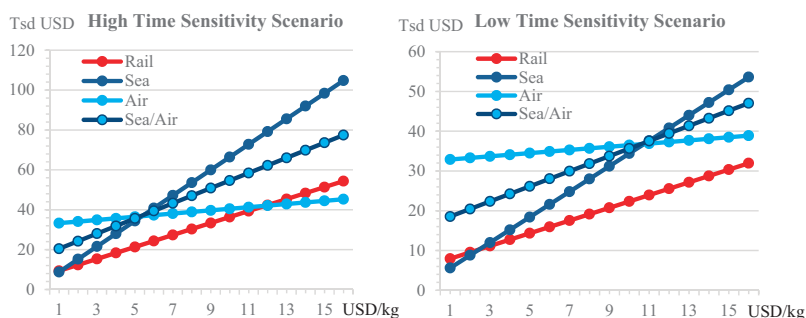 Tsd USD High Time Sensitivity Scenario
120
100
80
60
40
20
0
Rail
Sea
Air
Sea/Air
1 3 5 7 9 11 13 15 USD/kg
Tsd USD Low Time Sensitivity Scenario
60
50
40
30
20
10
0
Rail
Sea
Air
Sea/Air
1 3 5 7 9 11 13 15 USD/kg